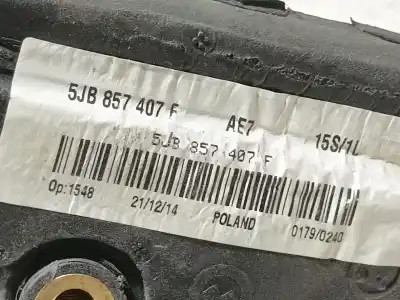 5JB 857 407 F AE7 15S/1L
5JB 857 407 F
Op:1548 21/12/14 POLAND 0179/0240